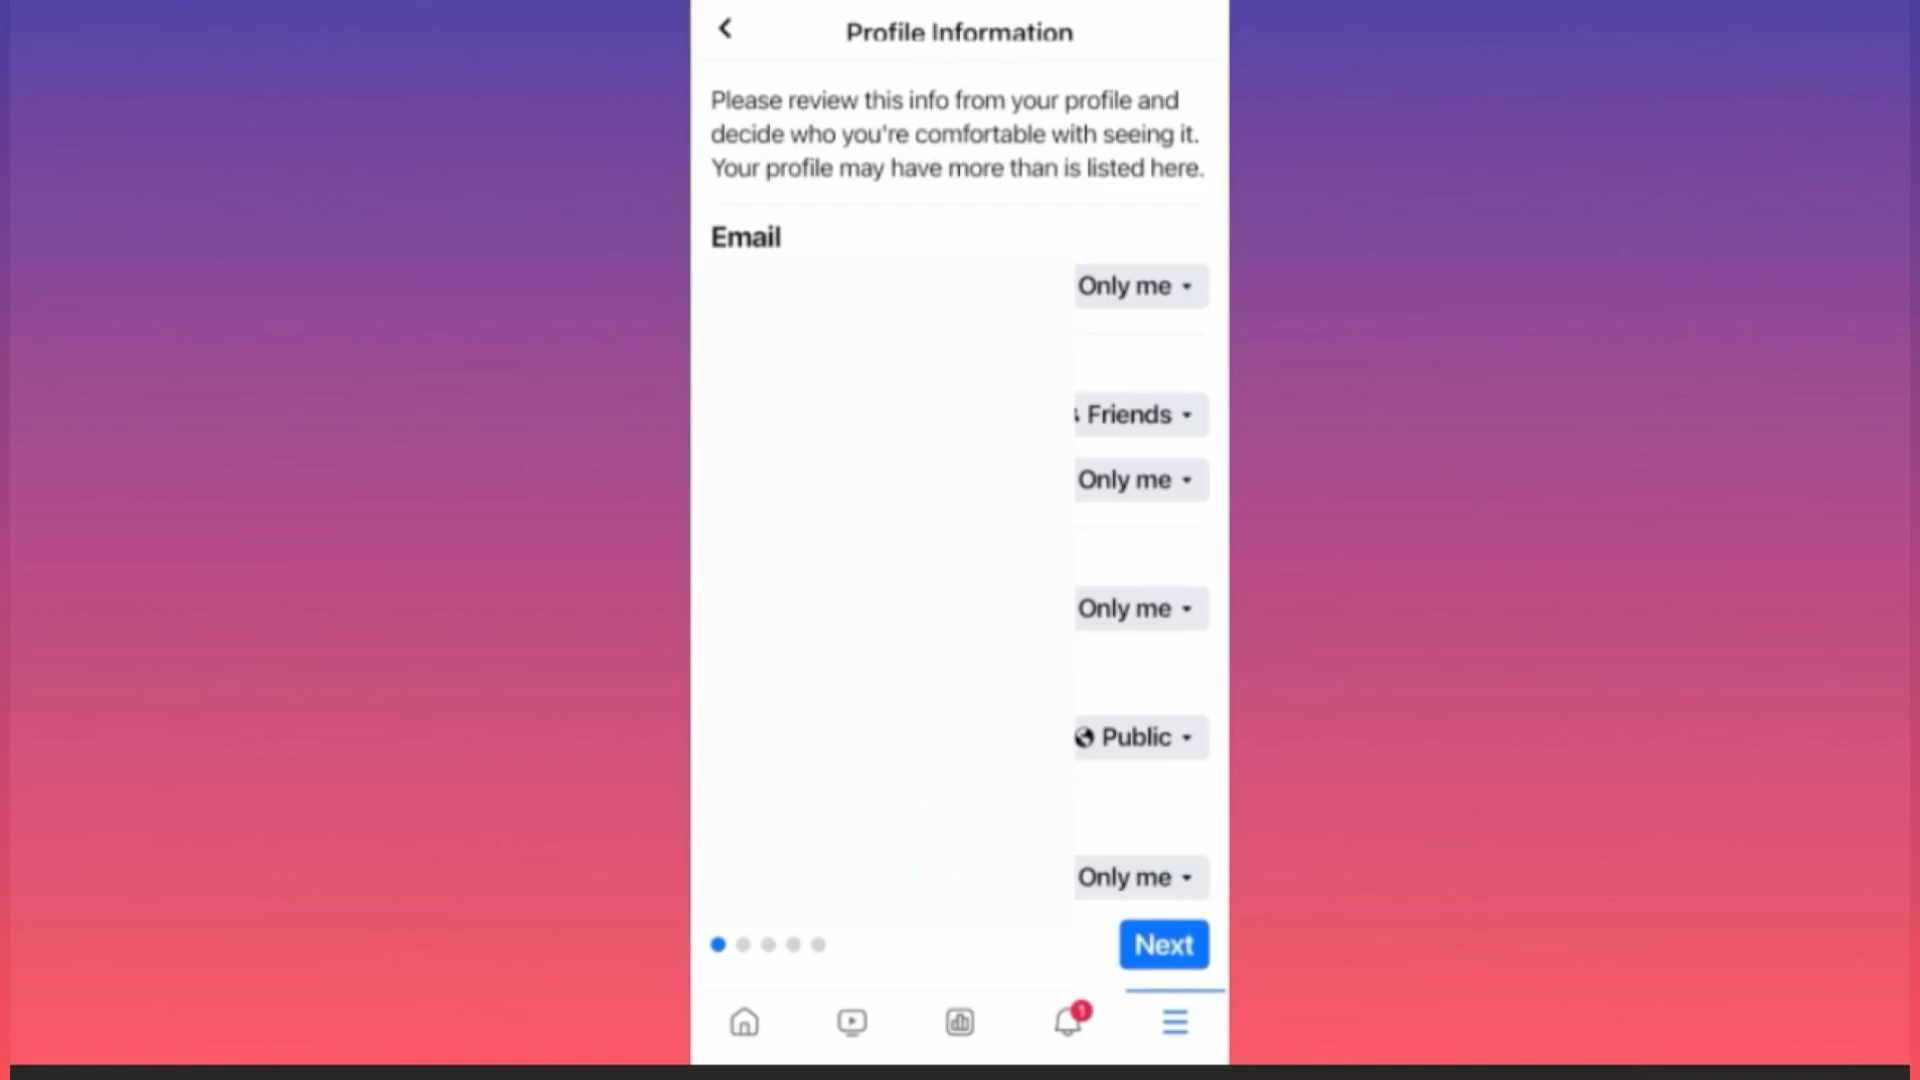 Profile Information
Please review this info from your profile and
decide who you're comfortable with seeing it.
Your profile may have more than is listed here.
Email
Only me
Friends
Only me
Only me
Public
Only me
Next
1